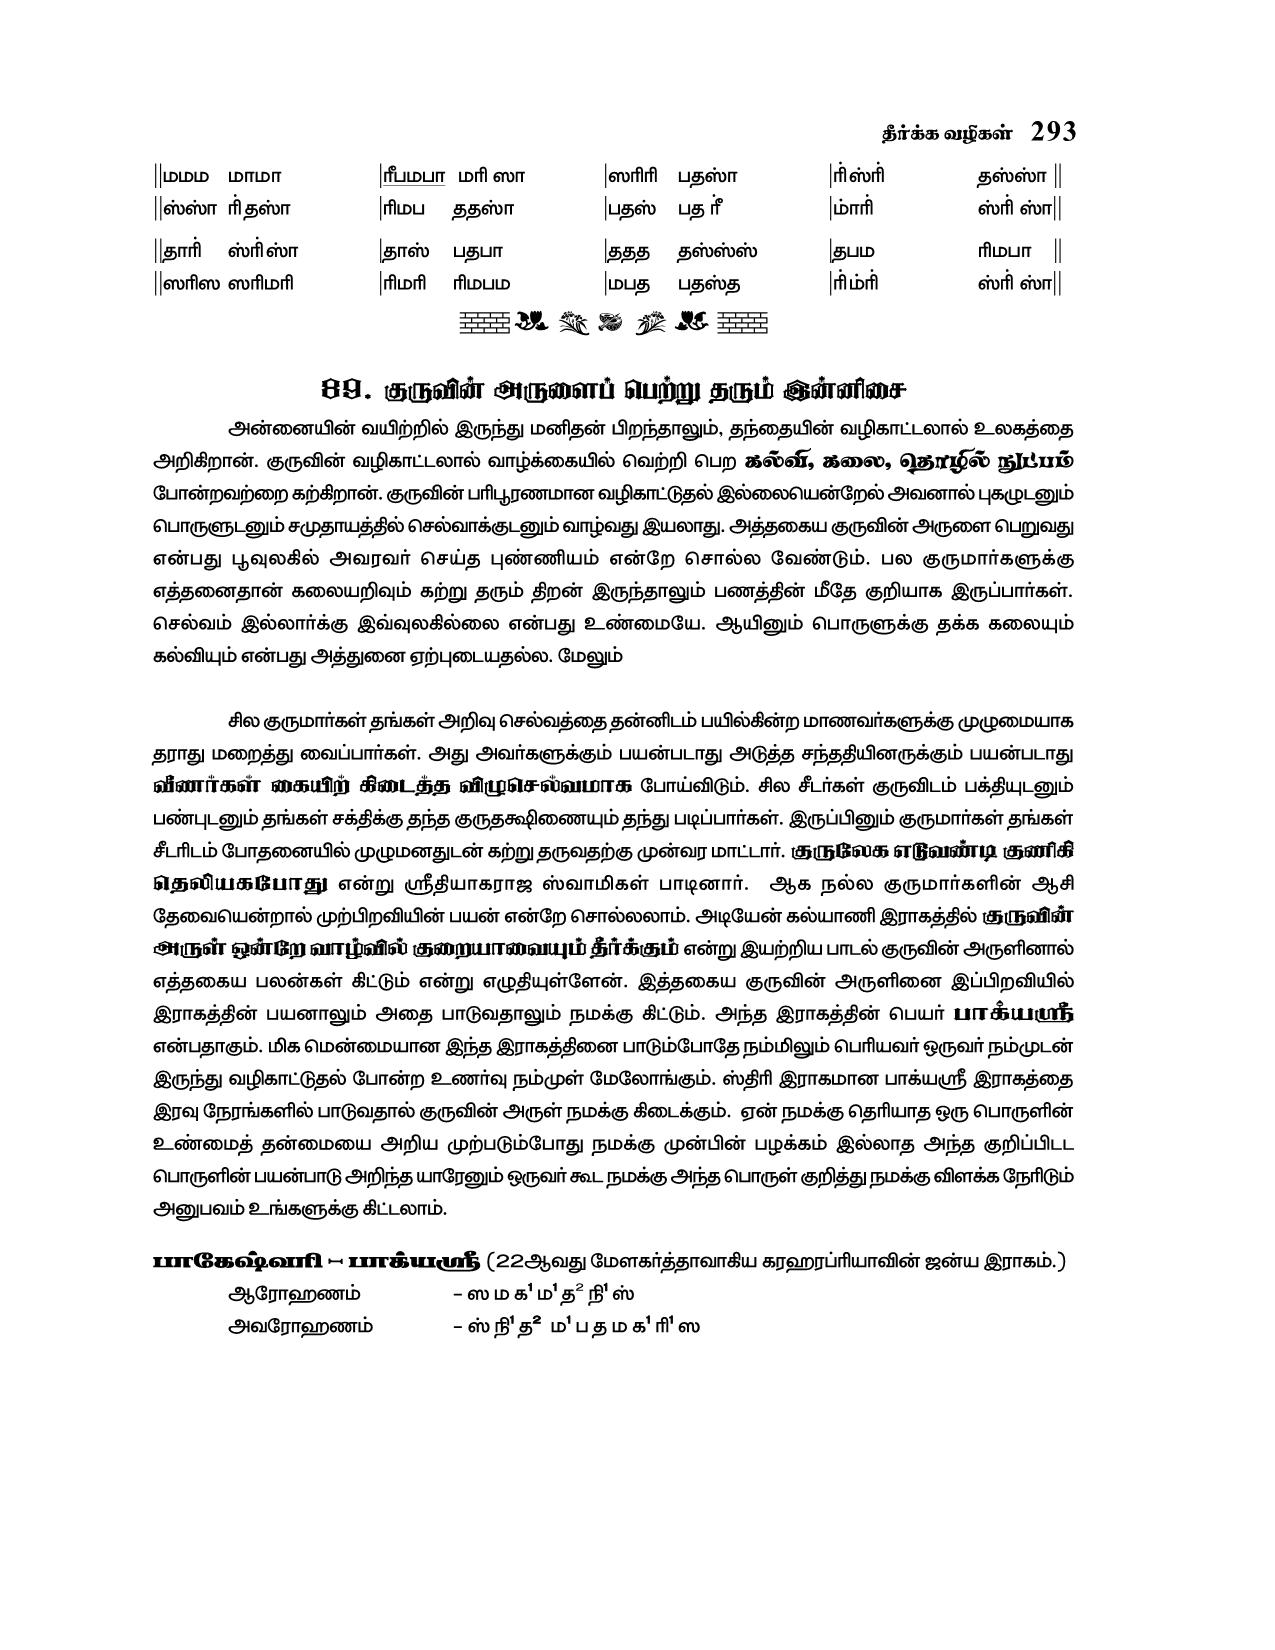 தீர்க்க வழிகள் 293
||மமம மாமா |ரீபமபா மரி ஸா |ஸரிரி பதஸ்ா |ரி்ஸ்ரி் தஸ்ஸ்ா ||
||ஸ்ஸ்ா ரி்தஸ்ா |ரிமப ததஸ்ா |பதஸ் பத ரீ் |ம்ாரி் ஸ்ரி் ஸ்ா||
||தாரி் ஸ்ரி்ஸ்ா |தாஸ் பதபா |ததத தஸ்ஸ்ஸ் |தபம ரிமபா ||
||ஸரிஸ ஸரிமரி |ரிமரி ரிமபம |மபத பதஸ்த |ரி்ம்ரி் ஸ்ரி் ஸ்ா||
89. குருவின் அருளைப் பெற்று தரும் இன்னிசை
அன்னையின் வயிற்றில் இருந்து மனிதன் பிறந்தாலும், தந்தையின் வழிகாட்டலால் உலகத்தை
அறிகிறான். குருவின் வழிகாட்டலால் வாழ்க்கையில் வெற்றி பெற கல்வி, கலை, தொழில் நுட்பம்
போன்றவற்றை கற்கிறான். குருவின் பரிபூரணமான வழிகாட்டுதல் இல்லையென்றேல் அவனால் புகழுடனும்
பொருளுடனும் சமுதாயத்தில் செல்வாக்குடனும் வாழ்வது இயலாது. அத்தகைய குருவின் அருளை பெறுவது
என்பது பூவுலகில் அவரவர் செய்த புண்ணியம் என்றே சொல்ல வேண்டும். பல குருமார்களுக்கு
எத்தனைதான் கலையறிவும் கற்று தரும் திறன் இருந்தாலும் பணத்தின் மீதே குறியாக இருப்பார்கள்.
செல்வம் இல்லார்க்கு இவ்வுலகில்லை என்பது உண்மையே. ஆயினும் பொருளுக்கு தக்க கலையும்
கல்வியும் என்பது அத்துனை ஏற்புடையதல்ல. மேலும்
சில குருமார்கள் தங்கள் அறிவு செல்வத்தை தன்னிடம் பயில்கின்ற மாணவர்களுக்கு முழுமையாக
தராது மறைத்து வைப்பார்கள். அது அவர்களுக்கும் பயன்படாது அடுத்த சந்ததியினருக்கும் பயன்படாது
வீணர்கள் கையிற் கிடைத்த விழுசெல்வமாக போய்விடும். சில சீடர்கள் குருவிடம் பக்தியுடனும்
பண்புடனும் தங்கள் சக்திக்கு தந்த குருதக்ஷிணையும் தந்து படிப்பார்கள். இருப்பினும் குருமார்கள் தங்கள்
சீடரிடம் போதனையில் முழுமனதுடன் கற்று தருவதற்கு முன்வர மாட்டார். குருலேக எடுவண்டி குணிகி
தெலியகபோது என்று ஸ்ரீதியாகராஜ ஸ்வாமிகள் பாடினார். ஆக நல்ல குருமார்களின் ஆசி
தேவையென்றால் முற்பிறவியின் பயன் என்றே சொல்லலாம். அடியேன் கல்யாணி இராகத்தில் குருவின்
அருள் ஒன்றே வாழ்வில் குறையாவையும் தீர்க்கும் என்று இயற்றிய பாடல் குருவின் அருளினால்
எத்தகைய பலன்கள் கிட்டும் என்று எழுதியுள்ளேன். இத்தகைய குருவின் அருளினை இப்பிறவியில்
இராகத்தின் பயனாலும் அதை பாடுவதாலும் நமக்கு கிட்டும். அந்த இராகத்தின் பெயர் பாக்யஸ்ரீ
என்பதாகும். மிக மென்மையான இந்த இராகத்தினை பாடும்போதே நம்மிலும் பெரியவர் ஒருவர் நம்முடன்
இருந்து வழிகாட்டுதல் போன்ற உணர்வு நம்முள் மேலோங்கும். ஸ்திரி இராகமான பாக்யஸ்ரீ இராகத்தை
இரவு நேரங்களில் பாடுவதால் குருவின் அருள் நமக்கு கிடைக்கும். ஏன் நமக்கு தெரியாத ஒரு பொருளின்
உண்மைத் தன்மையை அறிய முற்படும்போது நமக்கு முன்பின் பழக்கம் இல்லாத அந்த குறிப்பிடட
பொருளின் பயன்பாடு அறிந்த யாரேனும் ஒருவர் கூட நமக்கு அந்த பொருள் குறித்து நமக்கு விளக்க நேரிடும்
அனுபவம் உங்களுக்கு கிட்டலாம்.
பாகேஷ்வரி – பாக்யஸ்ரீ (22ஆவது மேளகர்த்தாவாகிய கரஹரப்ரியாவின் ஜன்ய இராகம்.)
ஆரோஹணம் – ஸ ம க¹ ம¹ த² நி¹ ஸ்
அவரோஹணம் – ஸ் நி¹ த² ம¹ ப த ம க¹ ரி¹ ஸ